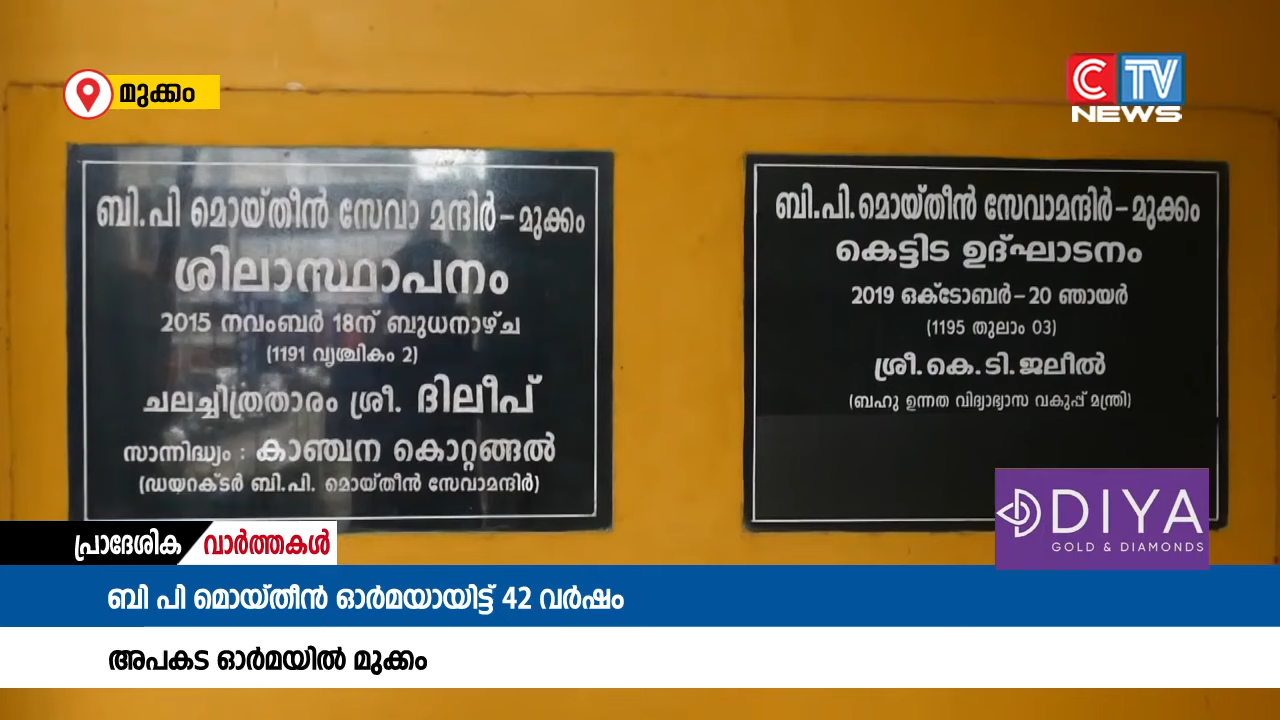 മുക്കം
C TV
NEWS
ബി.പി മൊയ്തീൻ സേവാ മന്ദിർ-മുക്കം
ശിലാസ്ഥാപനം
2015 നവംബർ 18ന് ബുധനാഴ്ച
(1191 വൃശ്ചികം 2)
ചലച്ചിത്രതാരം ശ്രീ. ദിലീപ്
സാന്നിദ്ധ്യം : കാഞ്ചന കൊറ്റങ്ങൽ
(ഡയറക്ടർ ബി.പി. മൊയ്തീൻ സേവാമന്ദിർ)
ബി.പി.മൊയ്തീൻ സേവാമന്ദിർ-മുക്കം
കെട്ടിട ഉദ്ഘാടനം
2019 ഒക്ടോബർ-20 ഞായർ
(1195 തുലാം 03)
ശ്രീ.കെ.ടി.ജലീൽ
(ബഹു ഉന്നത വിദ്യാഭ്യാസ വകുപ്പ് മന്ത്രി)
DIYA
GOLD & DIAMONDS
പ്രാദേശിക വാർത്തകൾ
ബി പി മൊയ്തീൻ ഓർമയായിട്ട് 42 വർഷം
അപകട ഓർമയിൽ മുക്കം